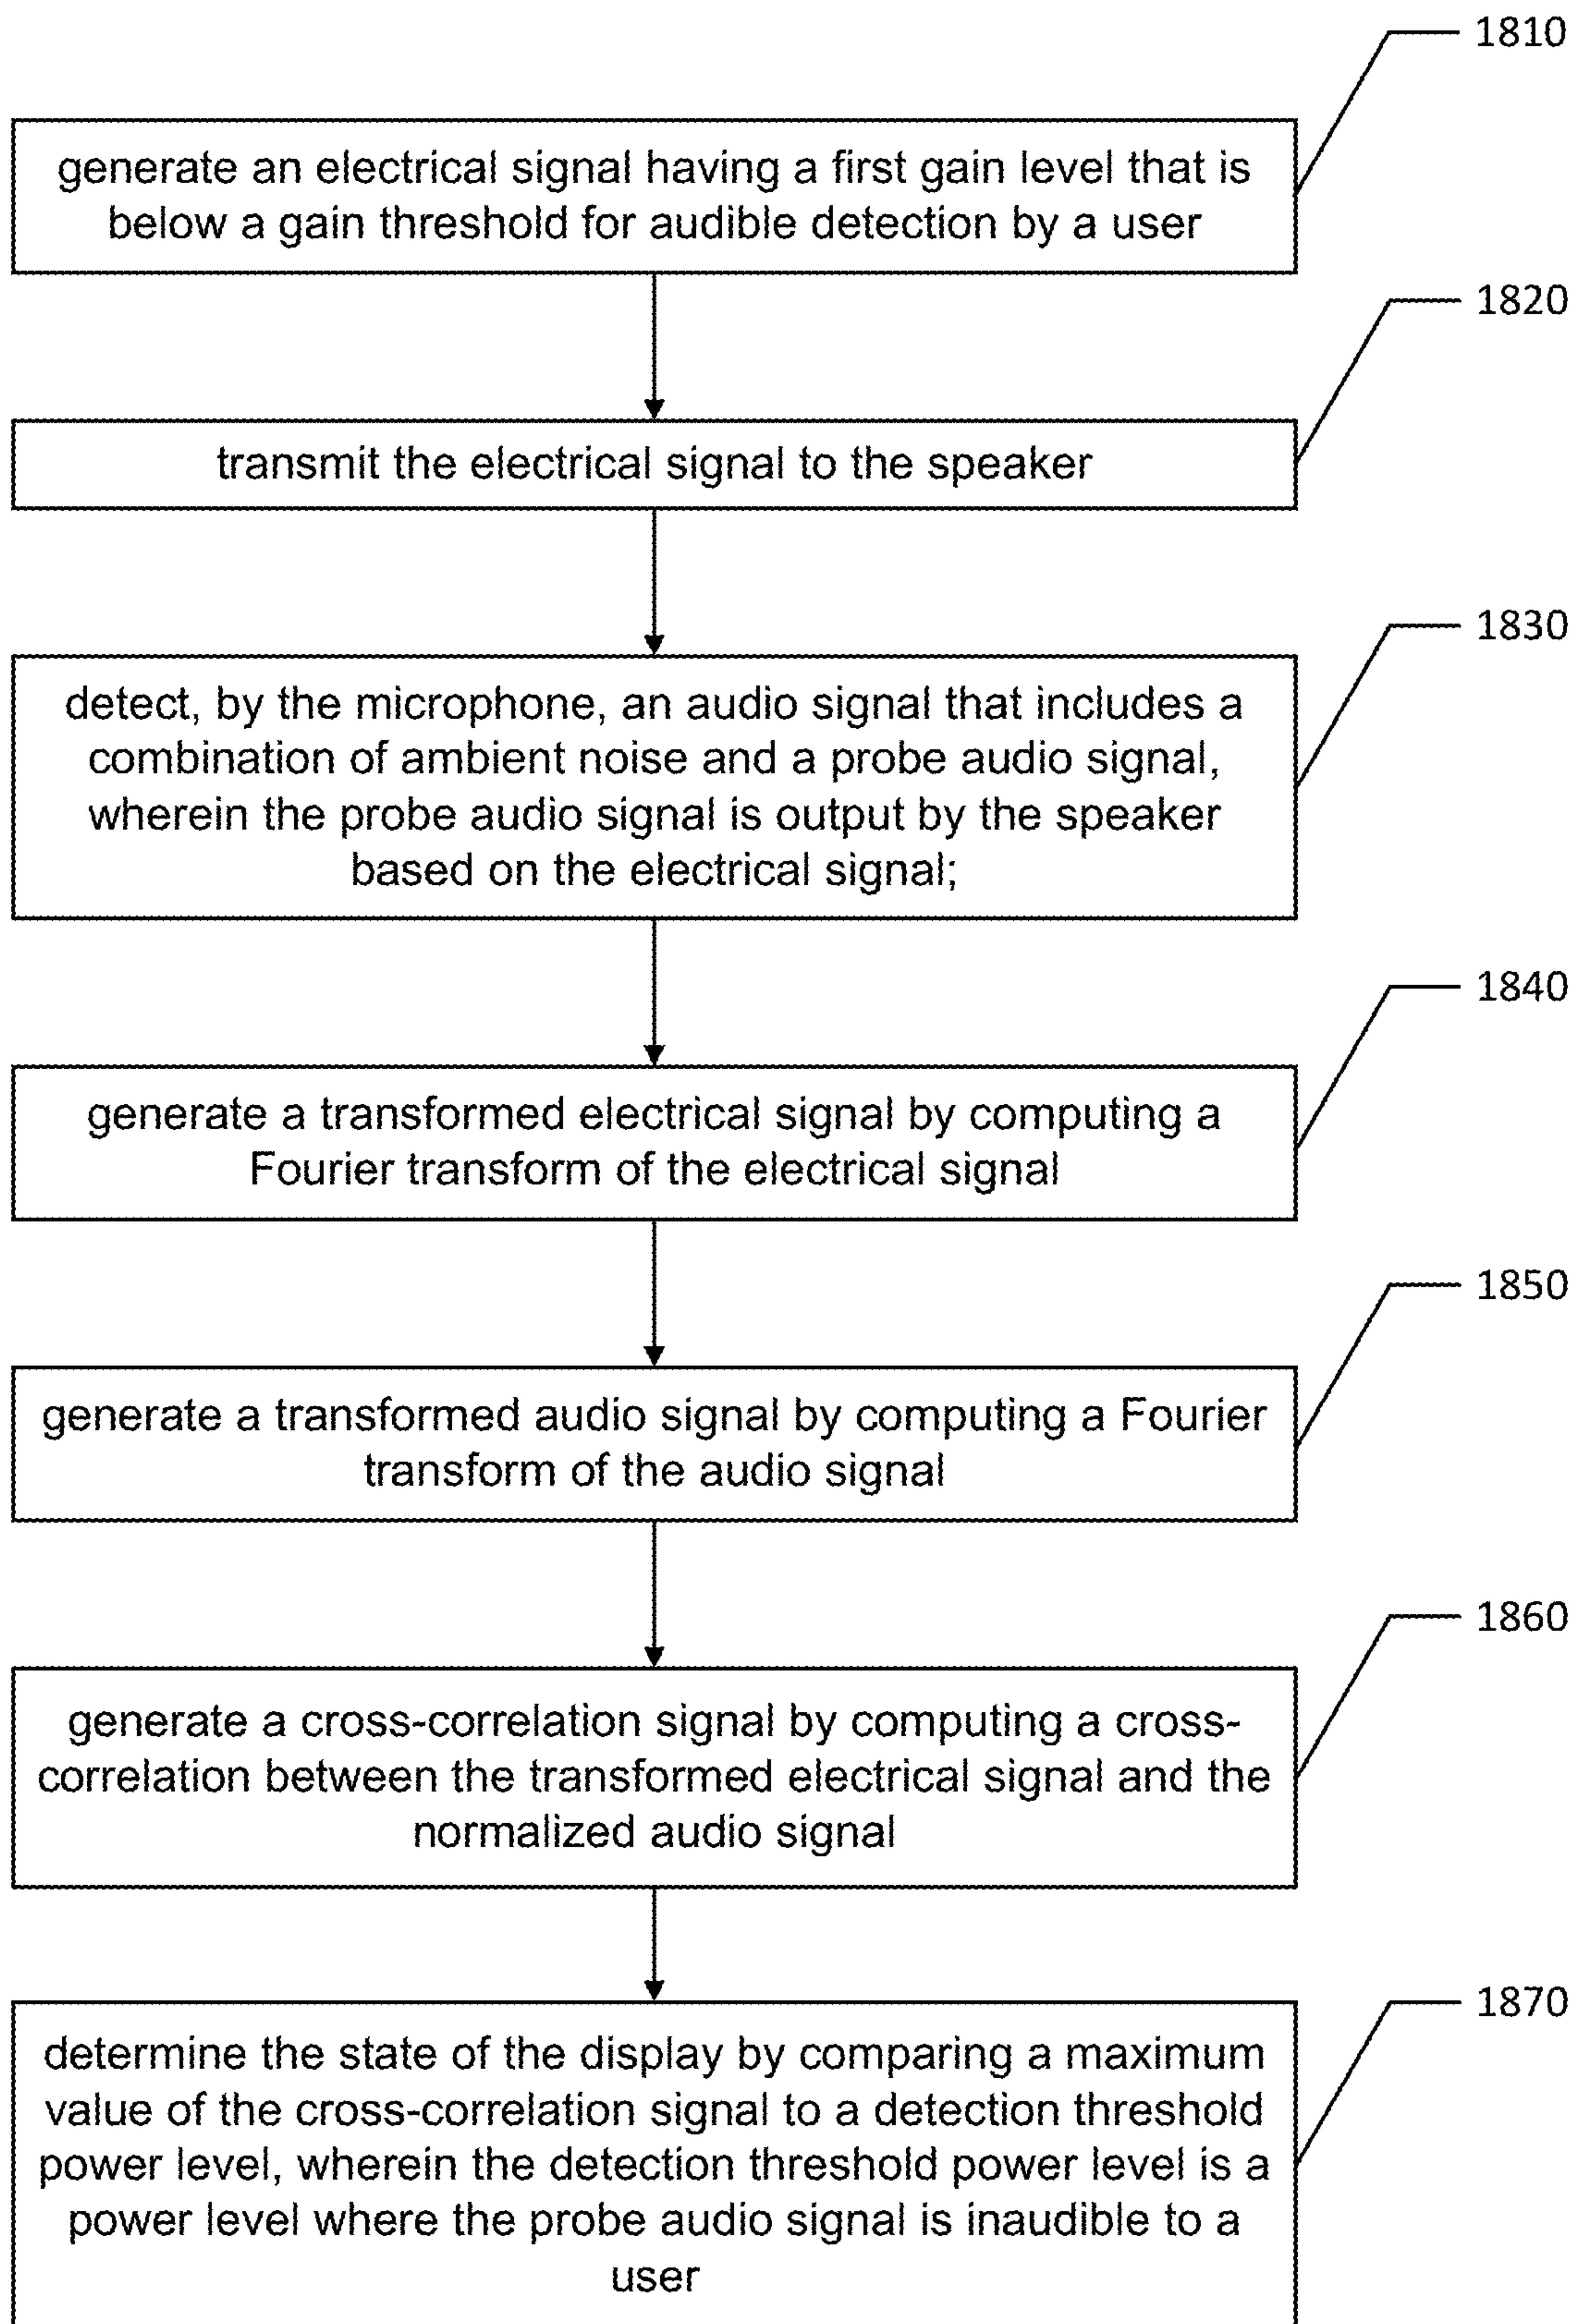 1810
generate an electrical signal having a first gain level that is
below a gain threshold for audible detection by a user
1820
transmit the electrical signal to the speaker
1830
detect, by the microphone, an audio signal that includes a
combination of ambient noise and a probe audio signal,
wherein the probe audio signal is output by the speaker
based on the electrical signal;
1840
generate a transformed electrical signal by computing a
Fourier transform of the electrical signal
1850
generate a transformed audio signal by computing a Fourier
transform of the audio signal
1860
generate a cross-correlation signal by computing a cross-
correlation between the transformed electrical signal and the
normalized audio signal
1870
determine the state of the display by comparing a maximum
value of the cross-correlation signal to a detection threshold
power level, wherein the detection threshold power level is a
power level where the probe audio signal is inaudible to a
user